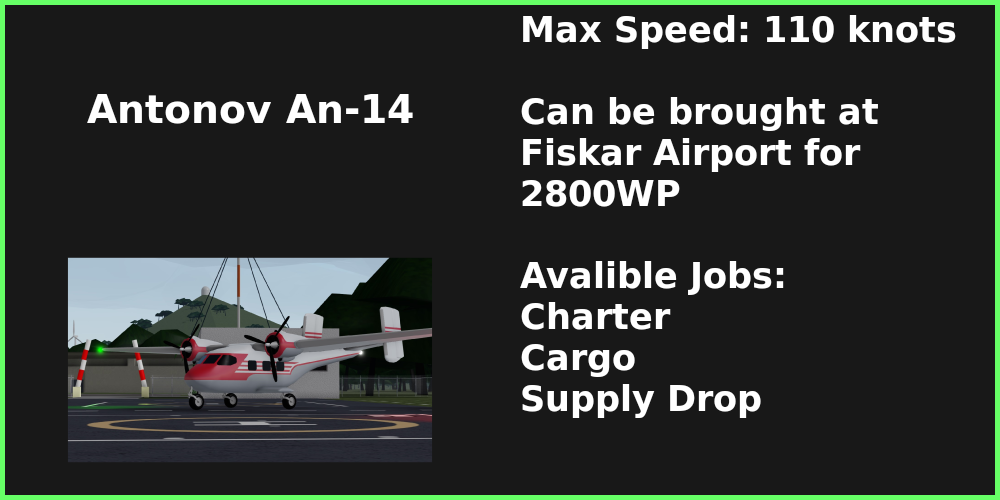 Antonov An-14
Max Speed: 110 knots
Can be brought at
Fiskar Airport for
2800WP
Avalible Jobs:
Charter
Cargo
Supply Drop